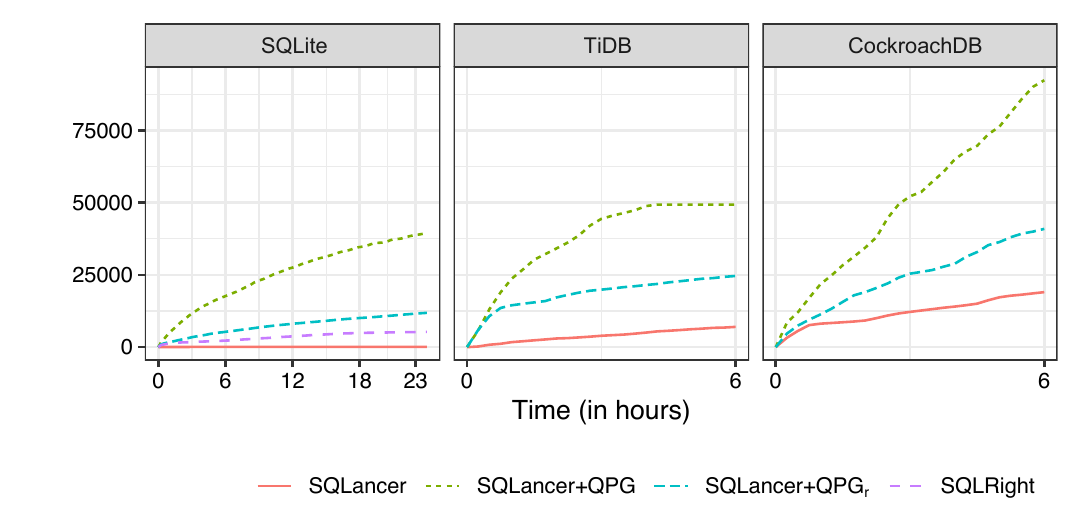 SQLite TiDB CockroachDB
75000
50000
25000
0
0 6 12 18 23 0 6 0 6
Time (in hours)
SQLancer SQLancer+QPG SQLancer+QPGr SQLRight